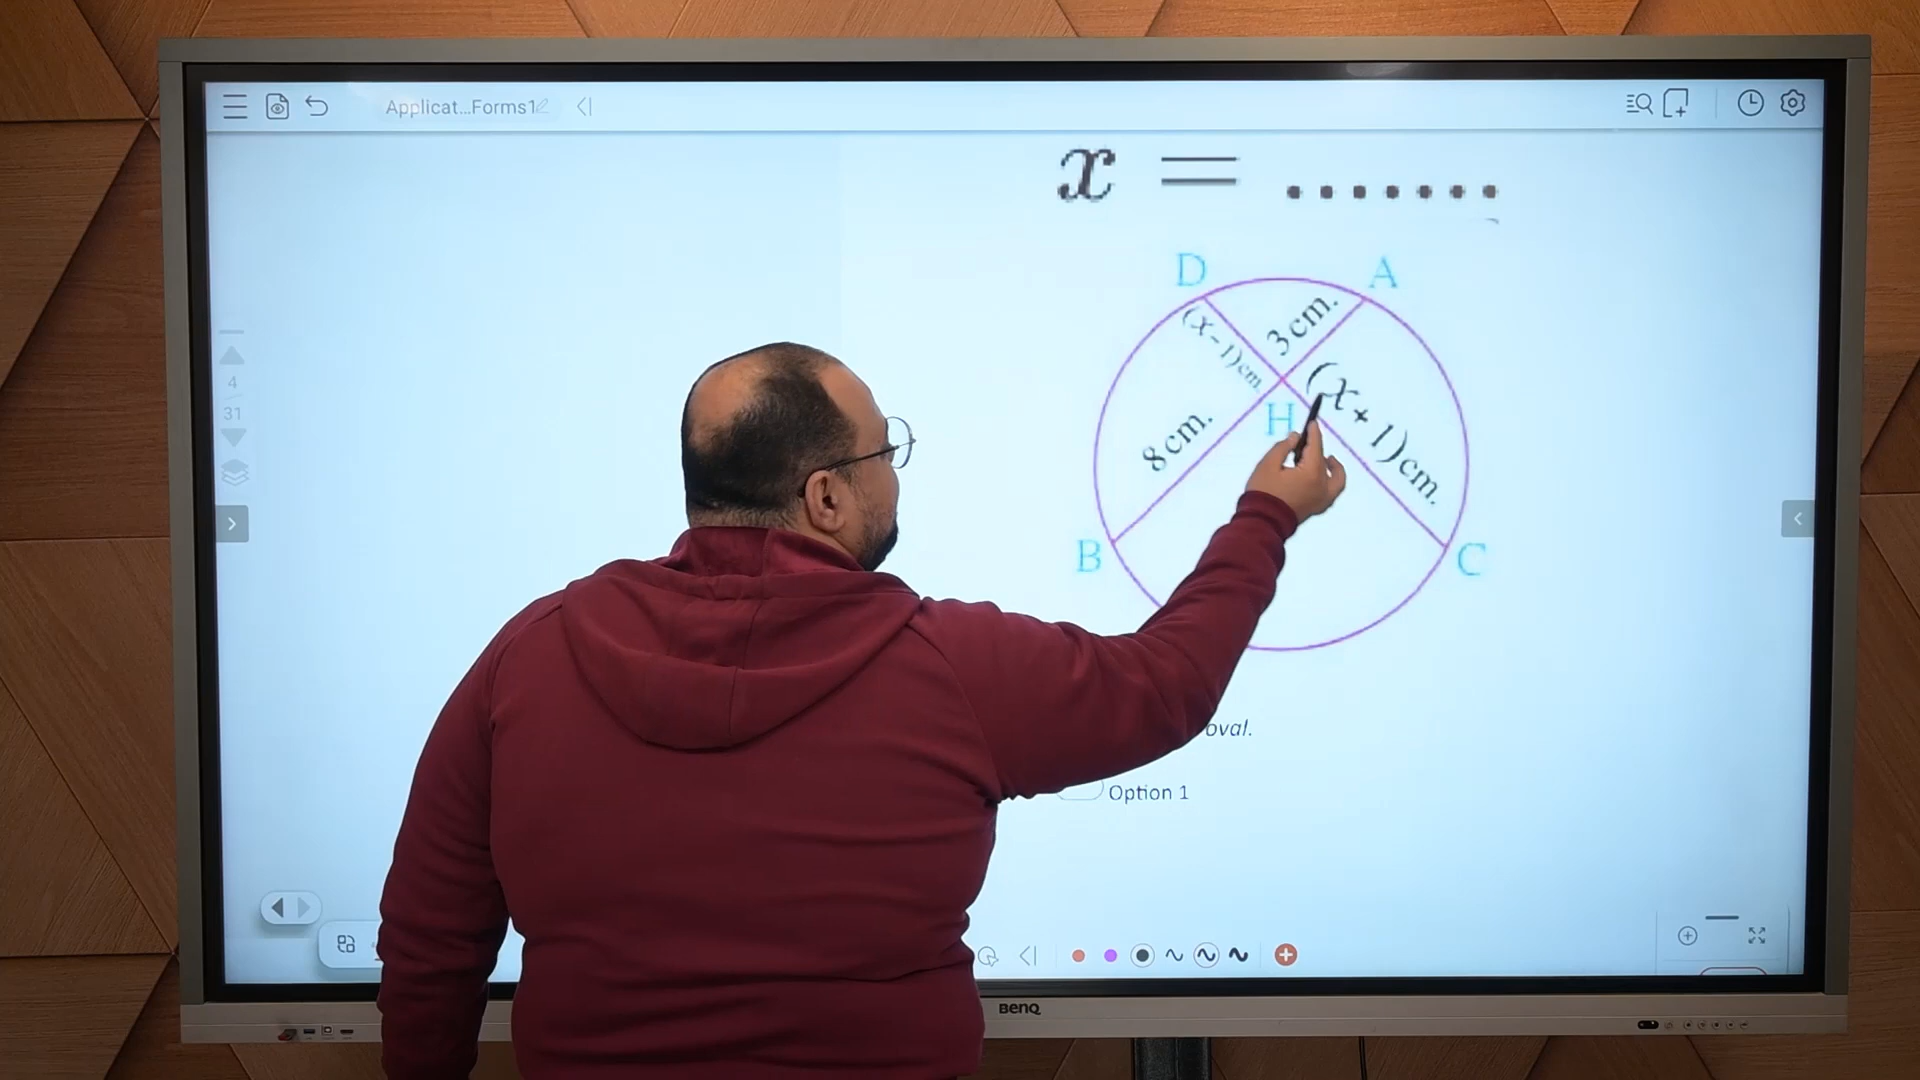 Applicat...Forms1
x = .......
D
A
3 cm.
(x-1) cm.
(x+1) cm.
H
8 cm.
B
C
4
31
oval.
Option 1
BenQ